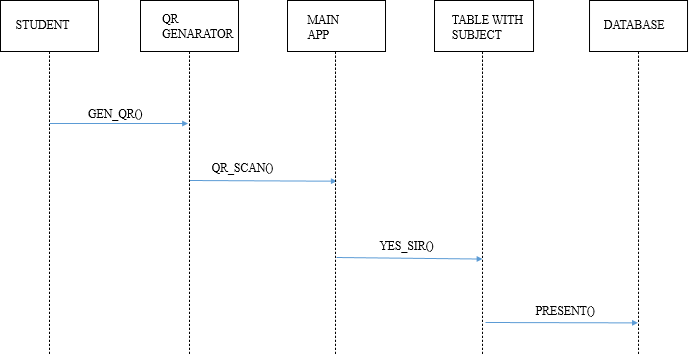 STUDENT
QR
GENARATOR
MAIN
APP
TABLE WITH
SUBJECT
DATABASE
GEN_QR()
QR_SCAN()
YES_SIR()
PRESENT()